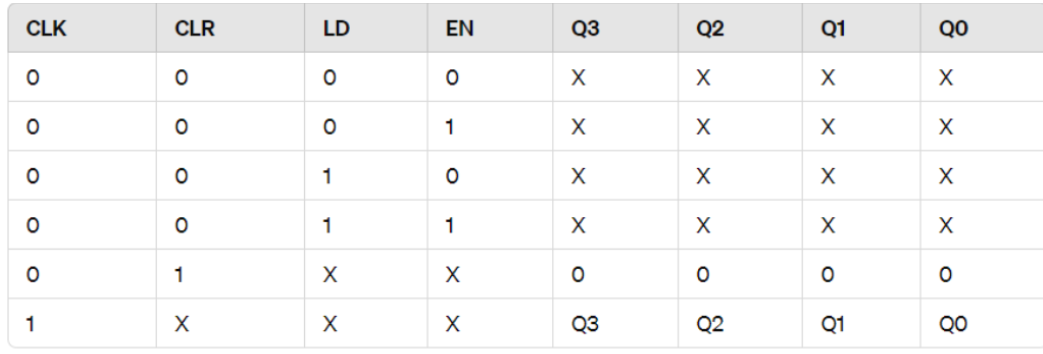 CLK CLR LD EN Q3 Q2 Q1 Q0
0 0 0 0 X X X X
0 0 0 1 X X X X
0 0 1 0 X X X X
0 0 1 1 X X X X
0 1 X X 0 0 0 0
1 X X X Q3 Q2 Q1 Q0